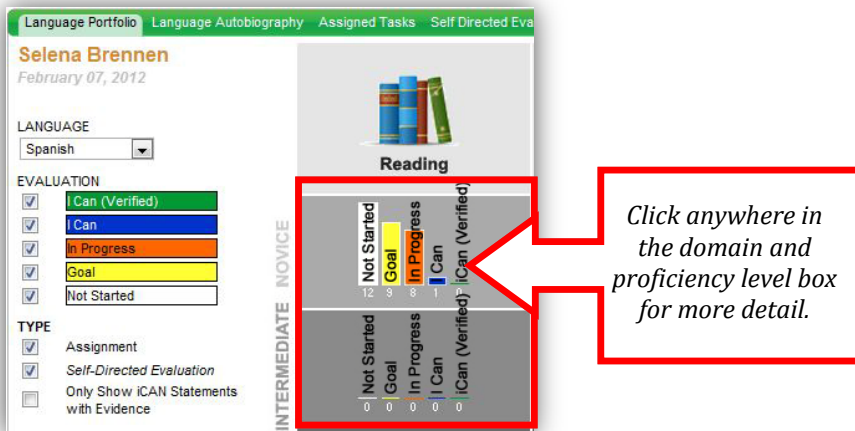 Language Portfolio Language Autobiography Assigned Tasks Self Directed Eva
Selena Brennen
February 07, 2012
LANGUAGE
Spanish
EVALUATION
I Can (Verified)
I Can
In Progress
Goal
Not Started
TYPE
Assignment
Self-Directed Evaluation
Only Show iCAN Statements
with Evidence
Reading
NOVICE
Not Started
Goal
In Progress
I Can
iCan (Verified)
12 9 8 1 0
INTERMEDIATE
Not Started
Goal
In Progress
I Can
iCan (Verified)
0 0 0 0 0
Click anywhere in
the domain and
proficiency level box
for more detail.